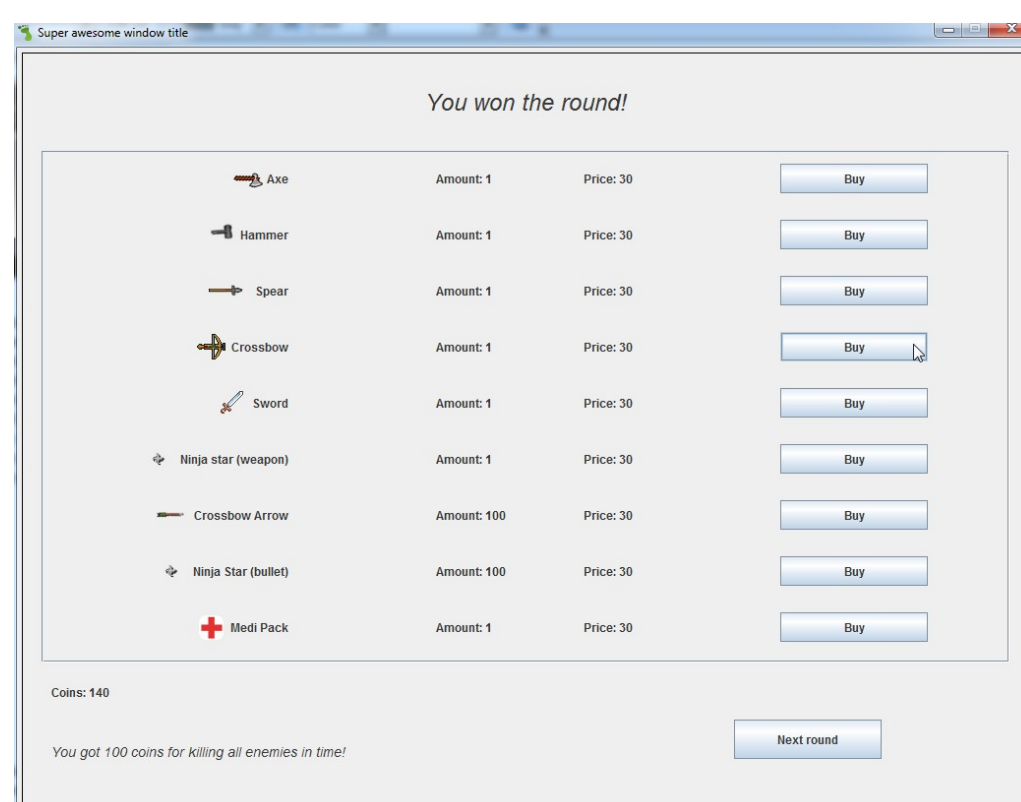 Super awesome window title
You won the round!
Axe Amount: 1 Price: 30 Buy
Hammer Amount: 1 Price: 30 Buy
Spear Amount: 1 Price: 30 Buy
Crossbow Amount: 1 Price: 30 Buy
Sword Amount: 1 Price: 30 Buy
Ninja star (weapon) Amount: 1 Price: 30 Buy
Crossbow Arrow Amount: 100 Price: 30 Buy
Ninja Star (bullet) Amount: 100 Price: 30 Buy
Medi Pack Amount: 1 Price: 30 Buy
Coins: 140
Next round
You got 100 coins for killing all enemies in time!